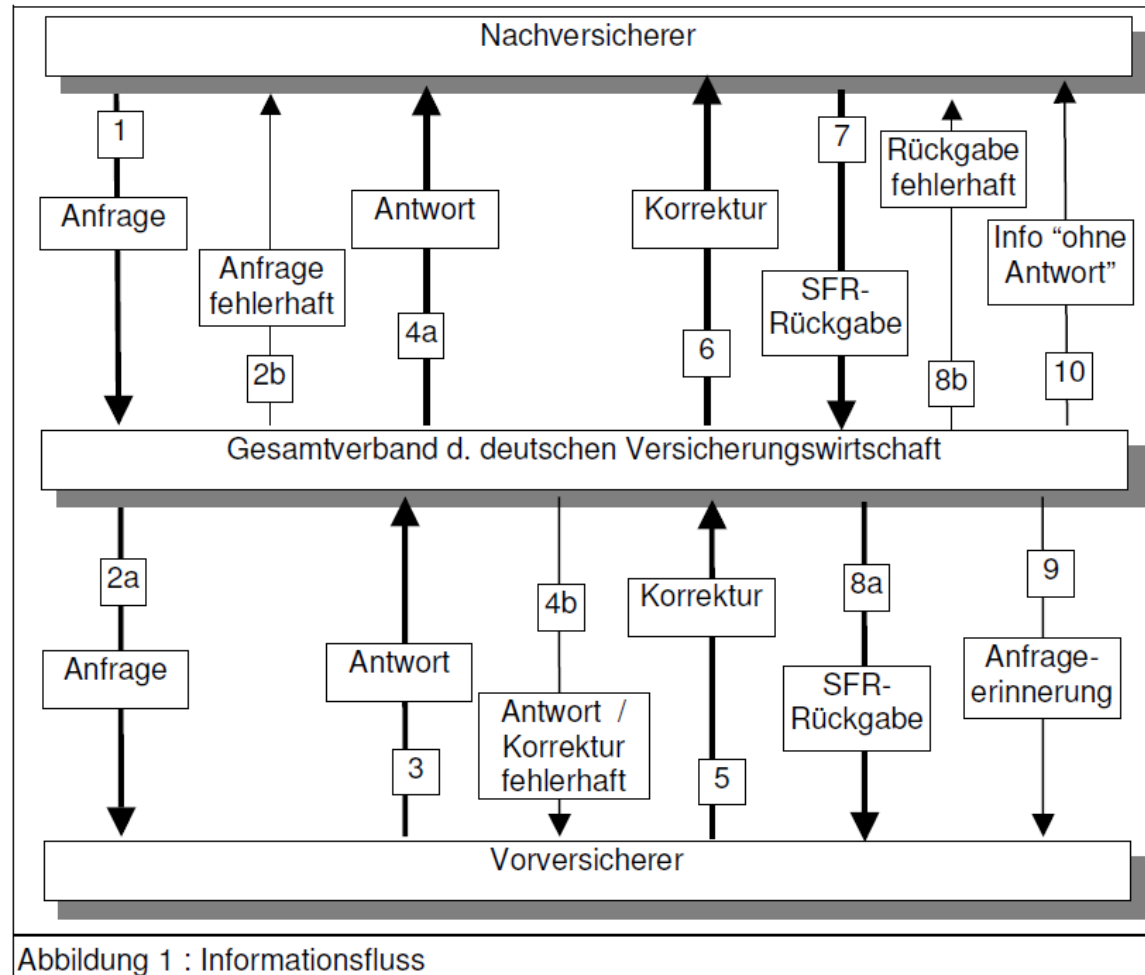 Nachversicherer
1
Anfrage
2b
Anfrage
fehlerhaft
4a
Antwort
6
Korrektur
7
SFR-
Rückgabe
8b
Rückgabe
fehlerhaft
10
Info “ohne
Antwort”
Gesamtverband d. deutschen Versicherungswirtschaft
2a
Anfrage
3
Antwort
4b
Antwort /
Korrektur
fehlerhaft
5
Korrektur
8a
SFR-
Rückgabe
9
Anfrage-
erinnerung
Vorversicherer
Abbildung 1 : Informationsfluss